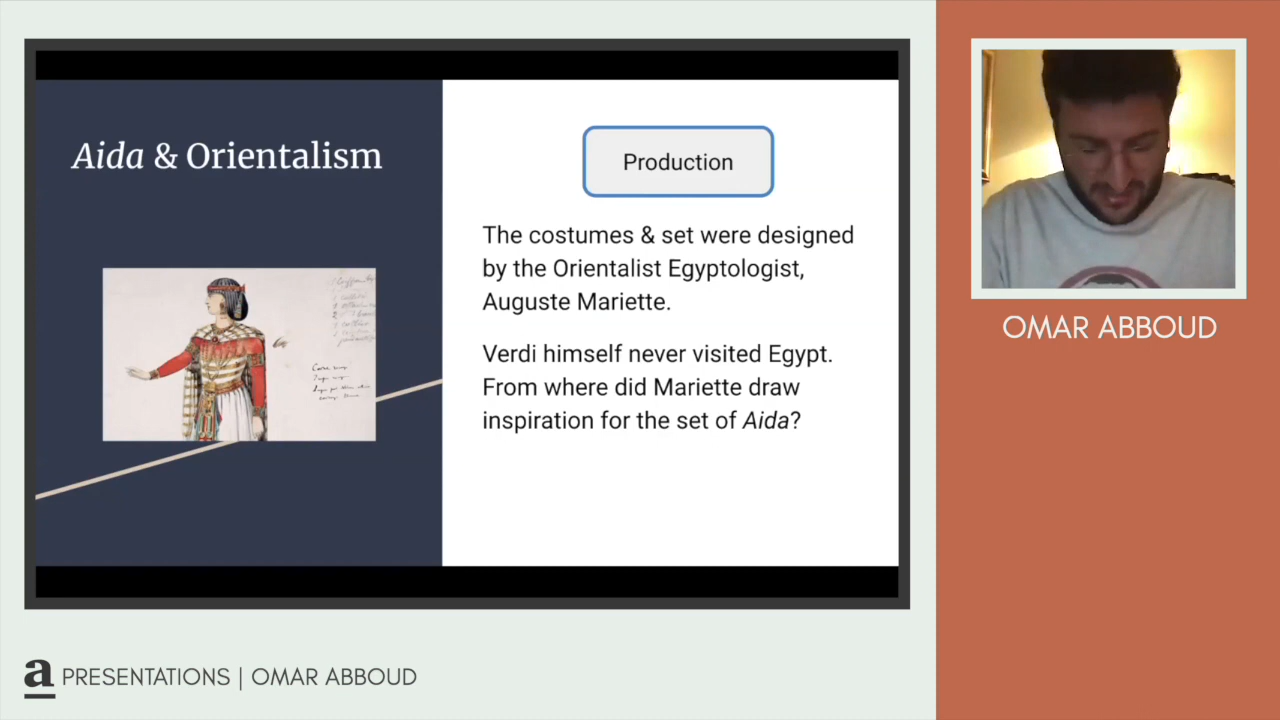 Aida & Orientalism
Production
The costumes & set were designed
by the Orientalist Egyptologist,
Auguste Mariette.
Verdi himself never visited Egypt.
From where did Mariette draw
inspiration for the set of Aida?
OMAR ABBOUD
a PRESENTATIONS | OMAR ABBOUD